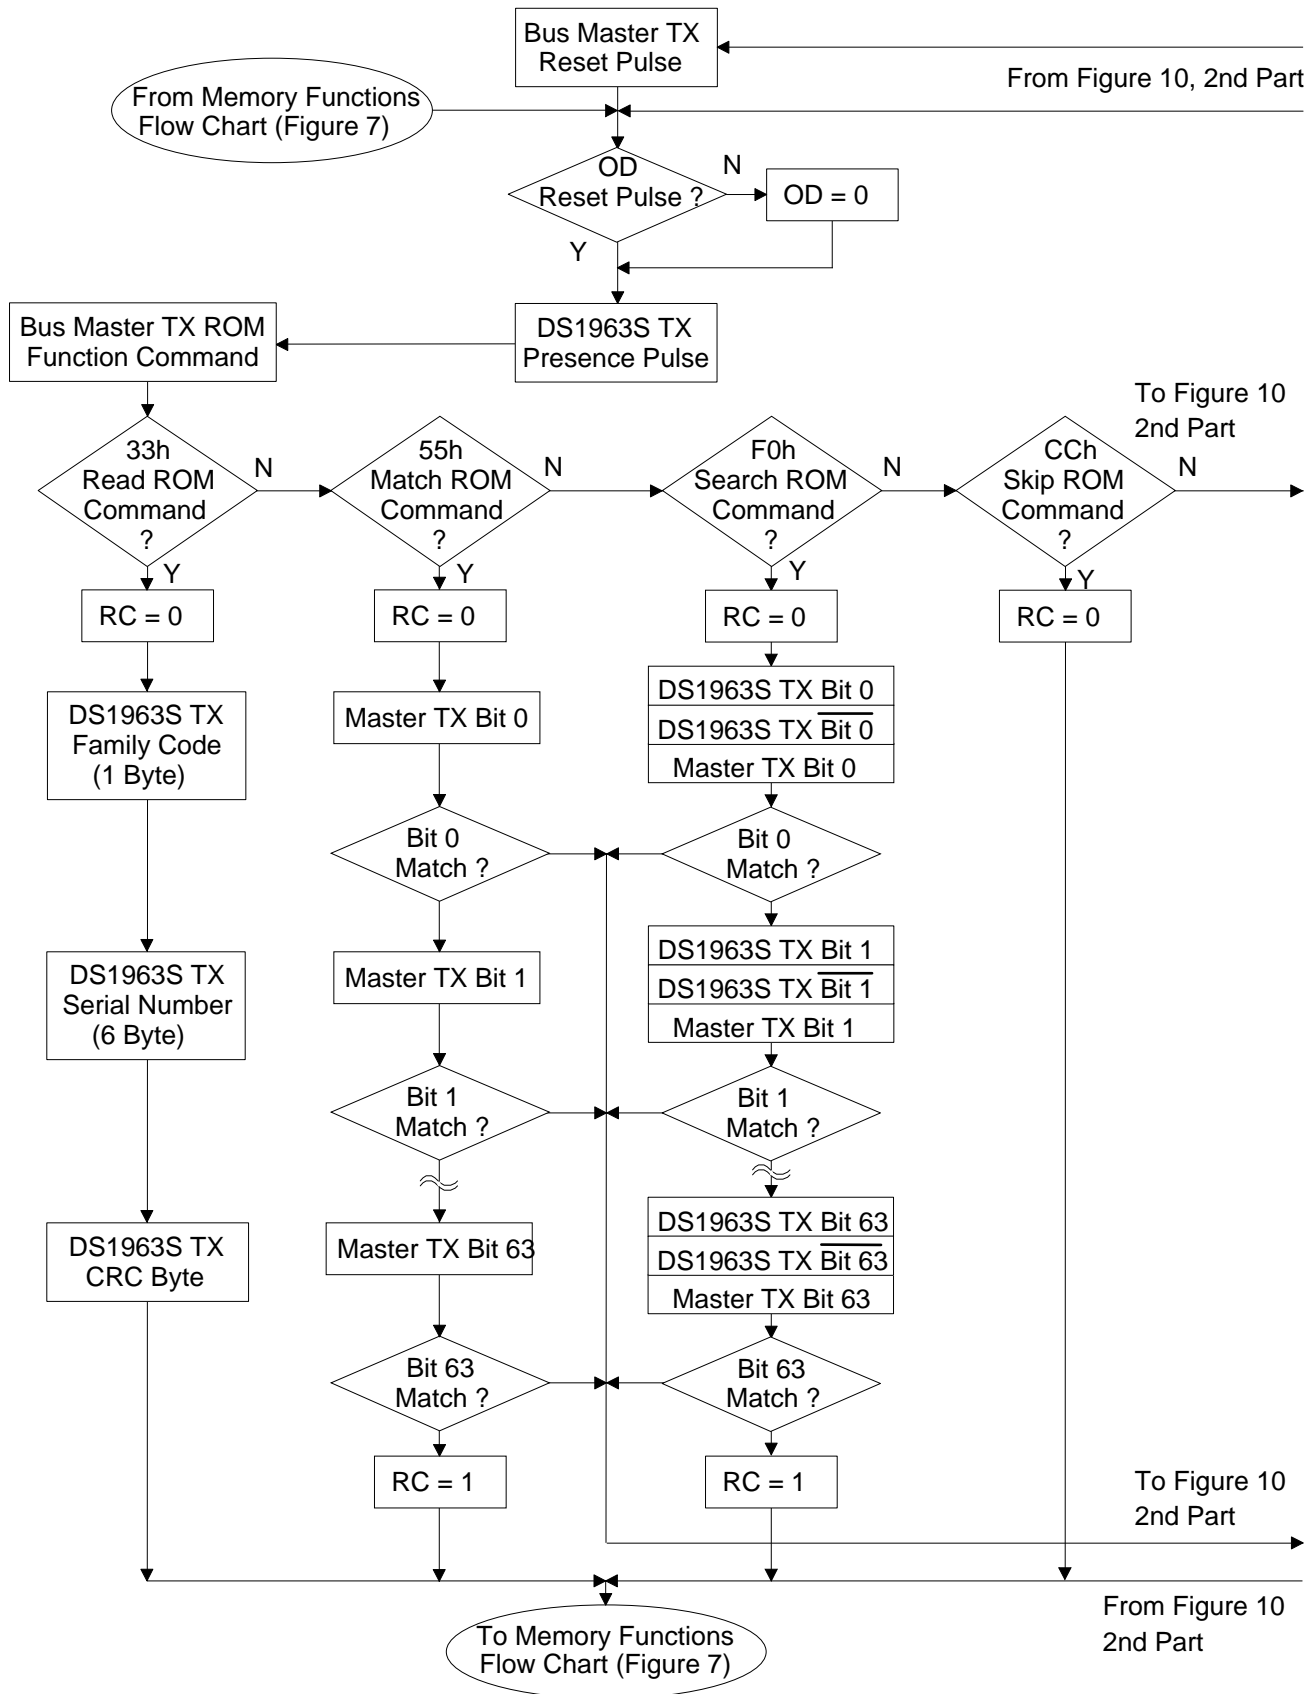 Bus Master TX
Reset Pulse
From Figure 10, 2nd Part
From Memory Functions
Flow Chart (Figure 7)
OD
Reset Pulse ?
N
OD = 0
Y
Bus Master TX ROM
Function Command
DS1963S TX
Presence Pulse
To Figure 10
2nd Part
33h
Read ROM
Command
?
N
55h
Match ROM
Command
?
N
F0h
Search ROM
Command
?
N
CCh
Skip ROM
Command
?
N
Y
Y
Y
Y
RC = 0
RC = 0
RC = 0
RC = 0
DS1963S TX
Family Code
(1 Byte)
Master TX Bit 0
DS1963S TX Bit 0
DS1963S TX B̅i̅t̅ ̅0̅
Master TX Bit 0
Bit 0
Match ?
Bit 0
Match ?
DS1963S TX
Serial Number
(6 Byte)
Master TX Bit 1
DS1963S TX Bit 1
DS1963S TX B̅i̅t̅ ̅1̅
Master TX Bit 1
Bit 1
Match ?
Bit 1
Match ?
DS1963S TX
CRC Byte
Master TX Bit 63
DS1963S TX Bit 63
DS1963S TX B̅i̅t̅ ̅6̅3̅
Master TX Bit 63
Bit 63
Match ?
Bit 63
Match ?
RC = 1
RC = 1
To Figure 10
2nd Part
From Figure 10
2nd Part
To Memory Functions
Flow Chart (Figure 7)